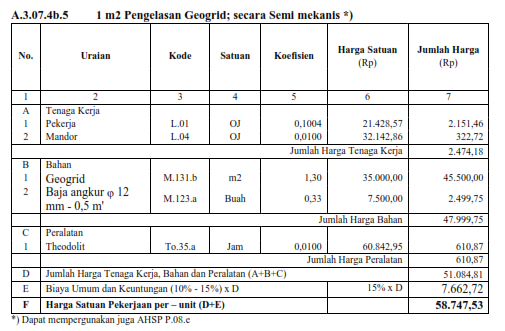 A.3.07.4b.5 1 m2 Pengelasan Geogrid; secara Semi mekanis *)
No. Uraian Kode Satuan Koefisien Harga Satuan (Rp) Jumlah Harga (Rp)
1 2 3 4 5 6 7
A Tenaga Kerja
1 Pekerja L.01 OJ 0,1004 21.428,57 2.151,46
2 Mandor L.04 OJ 0,0100 32.142,86 322,72
Jumlah Harga Tenaga Kerja 2.474,18
B Bahan
1 Geogrid M.131.b m2 1,30 35.000,00 45.500,00
2 Baja angkur φ 12 mm - 0,5 m' M.123.a Buah 0,33 7.500,00 2.499,75
Jumlah Harga Bahan 47.999,75
C Peralatan
1 Theodolit To.35.a Jam 0,0100 60.842,95 610,87
Jumlah Harga Peralatan 610,87
D Jumlah Harga Tenaga Kerja, Bahan dan Peralatan (A+B+C) 51.084,81
E Biaya Umum dan Keuntungan (10% - 15%) x D 15% x D 7.662,72
F Harga Satuan Pekerjaan per – unit (D+E) 58.747,53
*) Dapat mempergunakan juga AHSP P.08.e